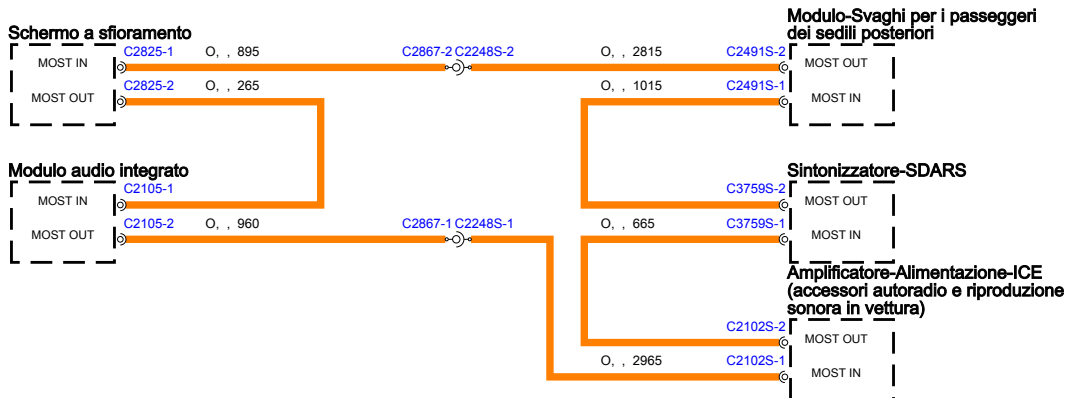 Schermo a sfioramento
MOST IN
C2825-1 O, , 895 C2867-2 C2248S-2 O, , 2815 C2491S-2
MOST OUT
C2825-2 O, , 265
O, , 1015 C2491S-1
Modulo-Svaghi per i passeggeri
dei sedili posteriori
MOST OUT
MOST IN
Modulo audio integrato
MOST IN
C2105-1
MOST OUT
C2105-2 O, , 960 C2867-1 C2248S-1
Sintonizzatore-SDARS
C3759S-2
MOST OUT
O, , 665 C3759S-1
MOST IN
Amplificatore-Alimentazione-ICE
(accessori autoradio e riproduzione
sonora in vettura)
C2102S-2
MOST OUT
O, , 2965 C2102S-1
MOST IN